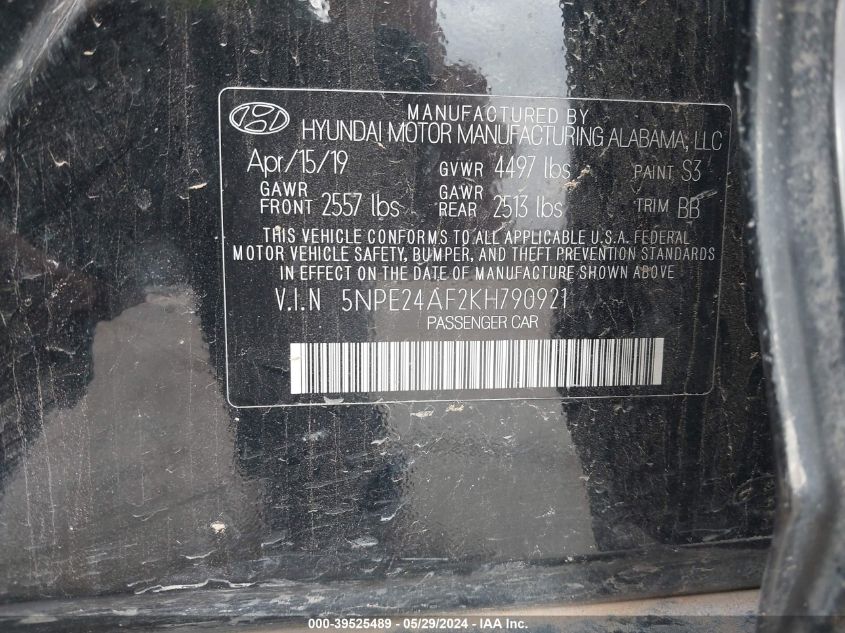 MANUFACTURED BY
HYUNDAI MOTOR MANUFACTURING ALABAMA, LLC
Apr/15/19 GVWR 4497 lbs PAINT S3
GAWR FRONT 2557 lbs GAWR REAR 2513 lbs TRIM BB
THIS VEHICLE CONFORMS TO ALL APPLICABLE U.S.A. FEDERAL
MOTOR VEHICLE SAFETY, BUMPER, AND THEFT PREVENTION STANDARDS
IN EFFECT ON THE DATE OF MANUFACTURE SHOWN ABOVE
V.I.N 5NPE24AF2KH790921
PASSENGER CAR
000-39525489 - 05/29/2024 - IMPACT AUTO AUCTIONS